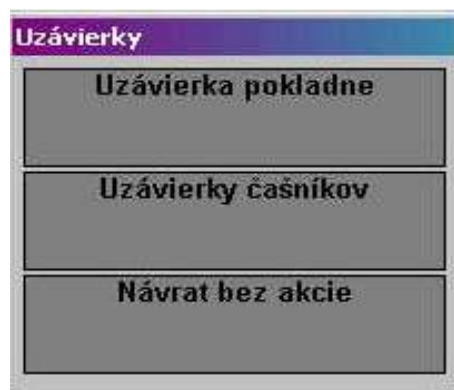 Uzávierky
Uzávierka pokladne
Uzávierky čašníkov
Návrat bez akcie